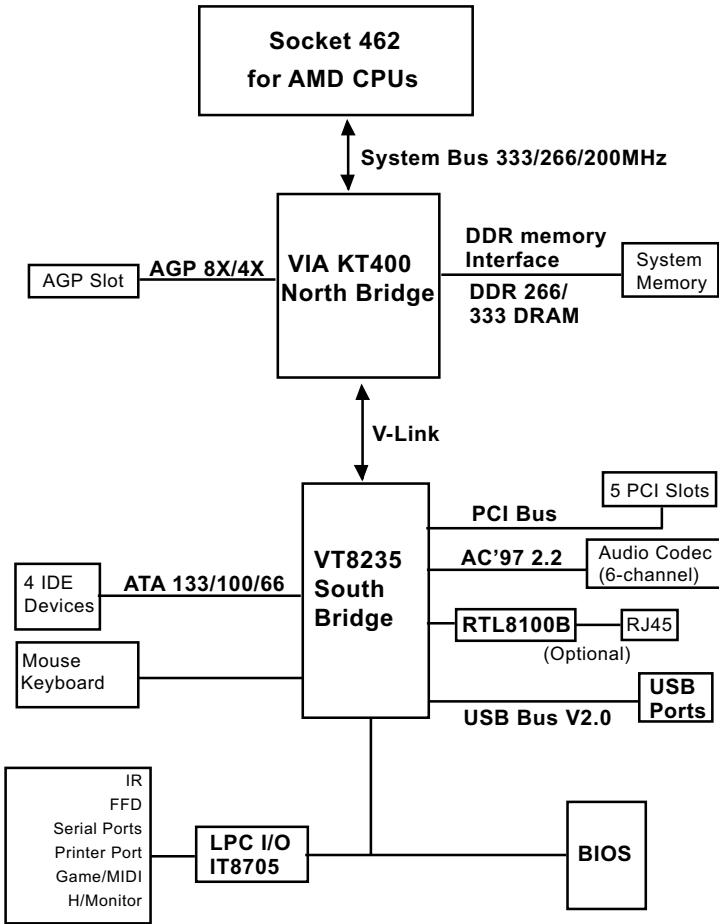 Socket 462
for AMD CPUs
System Bus 333/266/200MHz
AGP Slot
AGP 8X/4X
VIA KT400
North Bridge
DDR memory
Interface
DDR 266/
333 DRAM
System
Memory
V-Link
5 PCI Slots
PCI Bus
VT8235
South
Bridge
AC’97 2.2
Audio Codec
(6-channel)
4 IDE
Devices
ATA 133/100/66
RTL8100B
RJ45
(Optional)
Mouse
Keyboard
USB
Ports
USB Bus V2.0
IR
FFD
Serial Ports
Printer Port
Game/MIDI
H/Monitor
LPC I/O
IT8705
BIOS